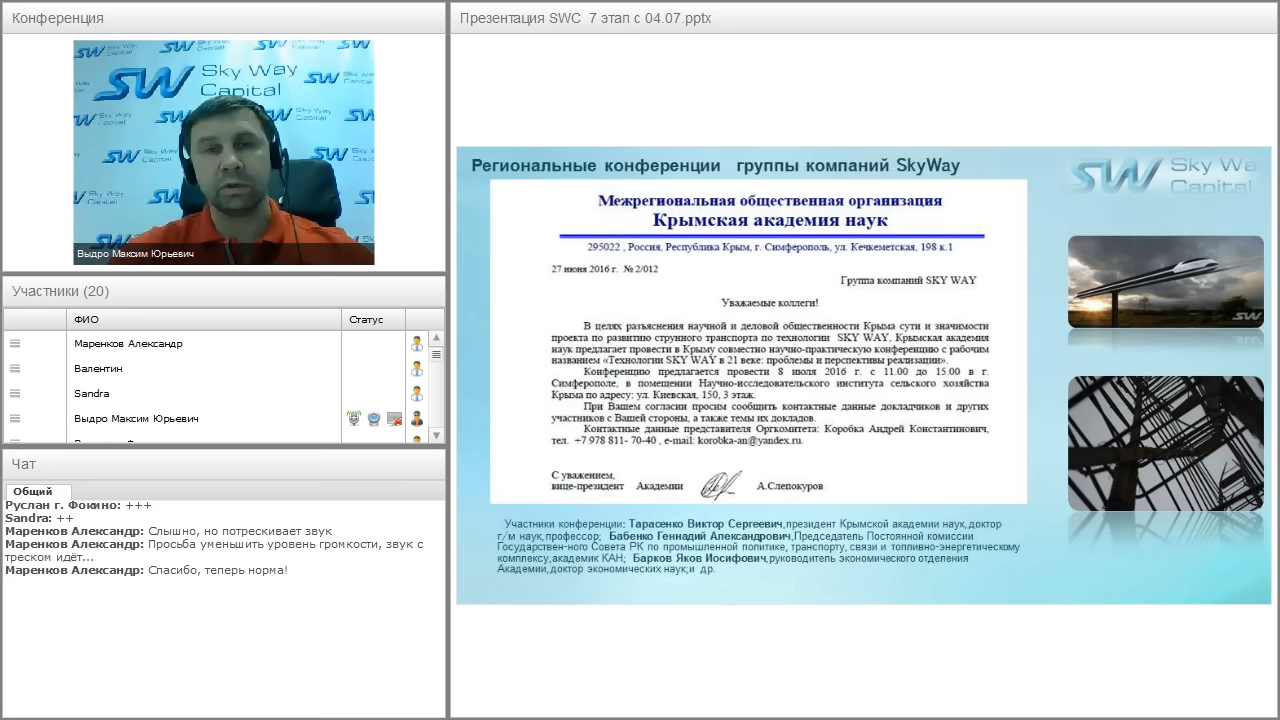 Конференция
SW Sky Way
Capital
Выдро Максим Юрьевич
Участники (20)
ФИО Статус
Маренков Александр
Валентин
Sandra
Выдро Максим Юрьевич
Чат
Общий
Руслан г. Фокино: +++
Sandra: ++
Маренков Александр: Слышно, но потрескивает звук
Маренков Александр: Просьба уменьшить уровень громкости, звук с
треском идёт...
Маренков Александр: Спасибо, теперь норма!
Презентация SWC 7 этап с 04.07.pptx
Региональные конференции группы компаний SkyWay
SW Sky Wa
Capital
Межрегиональная общественная организация
Крымская академия наук
295022 , Россия, Республика Крым, г. Симферополь, ул. Кечкеметская, 198 к.1
27 июня 2016 г. № 2/012
Группа компаний SKY WAY
Уважаемые коллеги!
В целях разъяснения научной и деловой общественности Крыма сути и значимости
проекта по развитию струнного транспорта по технологии SKY WAY, Крымская академия
наук предлагает провести в Крыму совместно научно-практическую конференцию с рабочим
названием «Технологии SKY WAY в 21 веке: проблемы и перспективы реализации».
Конференцию предлагается провести 8 июля 2016 г. с 11.00 до 15.00 в г.
Симферополе, в помещении Научно-исследовательского института сельского хозяйства
Крыма по адресу: ул. Киевская, 150, 3 этаж.
При Вашем согласии просим сообщить контактные данные докладчиков и других
участников с Вашей стороны, а также темы их докладов.
Контактные данные представителя Оргкомитета: Коробка Андрей Константинович,
тел. +7 978 811- 70-40 , e-mail: korobka-an@yandex.ru.
С уважением,
вице-президент Академии А.Слепокуров
Участники конференции: Тарасенко Виктор Сергеевич,президент Крымской академии наук,доктор
г/м наук,профессор; Бабенко Геннадий Александрович,Председатель Постоянной комиссии
Государствен-ного Совета РК по промышленной политике, транспорту, связи и топливно-энергетическому
комплексу,академик КАН; Барков Яков Иосифович,руководитель экономического отделения
Академии,доктор экономических наук;и др.
SW